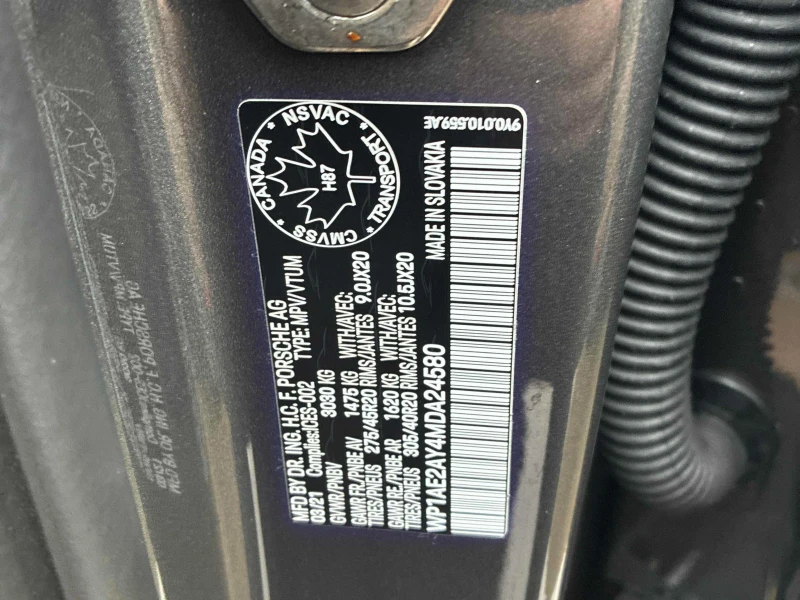 CANADA * NSVAC * TRANSPORT * CMVSS *
H87
MFD BY DR. ING. H.C. F. PORSCHE AG
03/21 Complies:ICES-002 TYPE: MPV/VTUM
GVWR/PNBV 3030 KG
GAWR FR./PNBE AV 1475 KG WITH/AVEC:
TIRES/PNEUS 275/45R20 RIMS/JANTES 9.0JX20
GAWR RE./PNBE AR 1620 KG WITH/AVEC:
TIRES/PNEUS 305/40R20 RIMS/JANTES 10.5JX20
WP1AE2AY4MDA24580 MADE IN SLOVAKIA
9Y0.010.559.AE